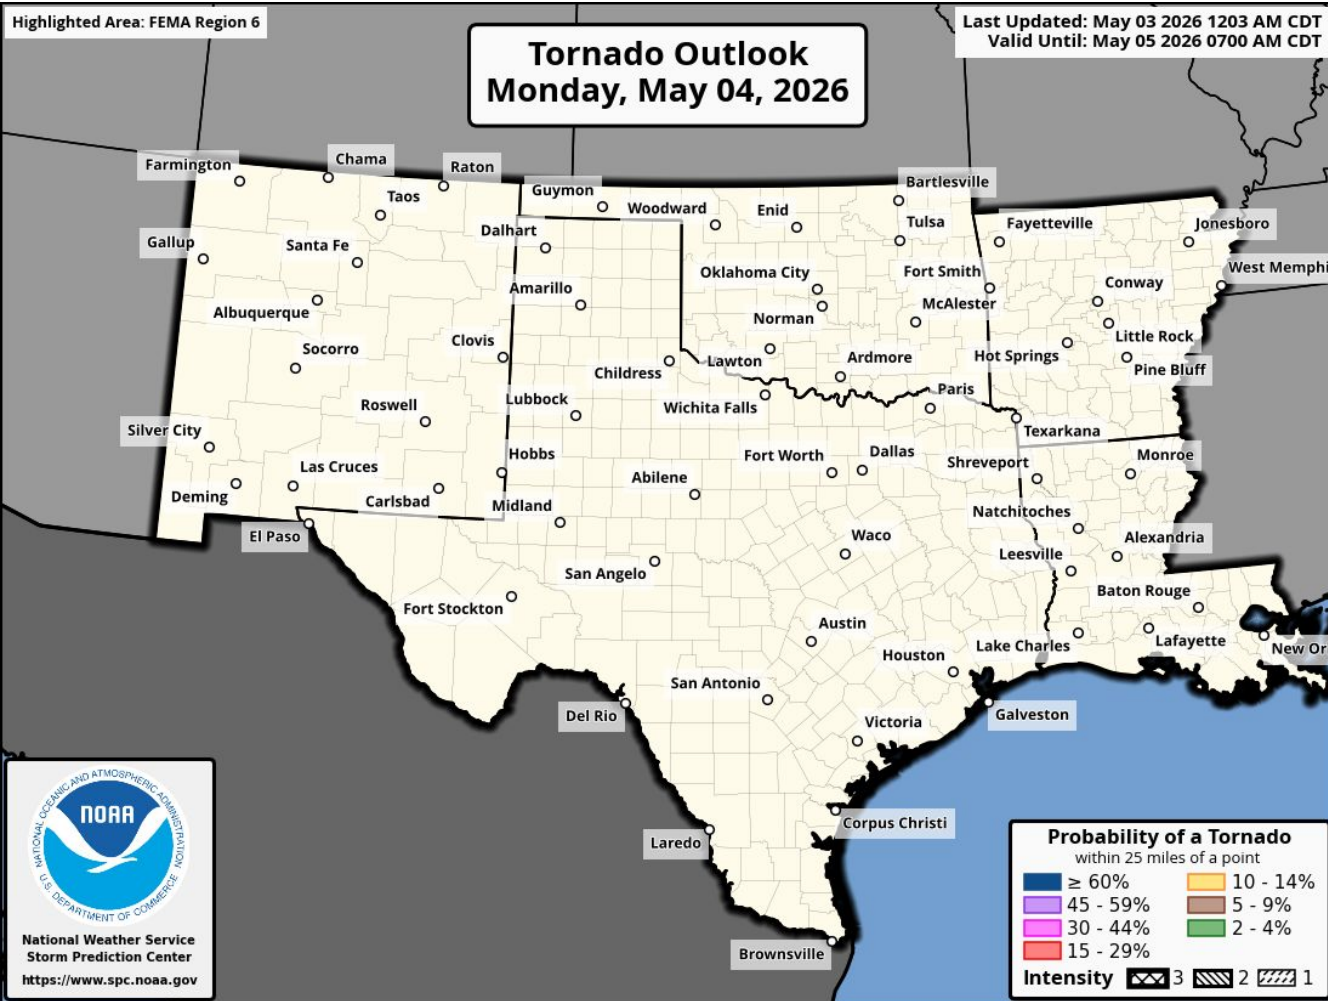 Highlighted Area: FEMA Region 6
Last Updated: May 03 2026 1203 AM CDT
Valid Until: May 05 2026 0700 AM CDT
Tornado Outlook
Monday, May 04, 2026
Farmington
Chama
Raton
Taos
Guymon
Woodward
Enid
Bartlesville
Tulsa
Fayetteville
Jonesboro
Gallup
Santa Fe
Dalhart
Oklahoma City
Fort Smith
West Memphi
Amarillo
McAlester
Conway
Albuquerque
Norman
Socorro
Clovis
Childress
Lawton
Ardmore
Hot Springs
Little Rock
Pine Bluff
Roswell
Lubbock
Wichita Falls
Paris
Texarkana
Silver City
Las Cruces
Hobbs
Abilene
Fort Worth
Dallas
Shreveport
Monroe
Deming
Carlsbad
Midland
Natchitoches
El Paso
Waco
Leesville
Alexandria
San Angelo
Baton Rouge
Fort Stockton
Austin
Lake Charles
Lafayette
New Or
Houston
San Antonio
Del Rio
Victoria
Galveston
Corpus Christi
Laredo
Brownsville
NATIONAL OCEANIC AND ATMOSPHERIC ADMINISTRATION
NOAA
U.S. DEPARTMENT OF COMMERCE
National Weather Service
Storm Prediction Center
https://www.spc.noaa.gov
Probability of a Tornado
within 25 miles of a point
≥ 60% 10 - 14%
45 - 59% 5 - 9%
30 - 44% 2 - 4%
15 - 29%
Intensity 3 2 1